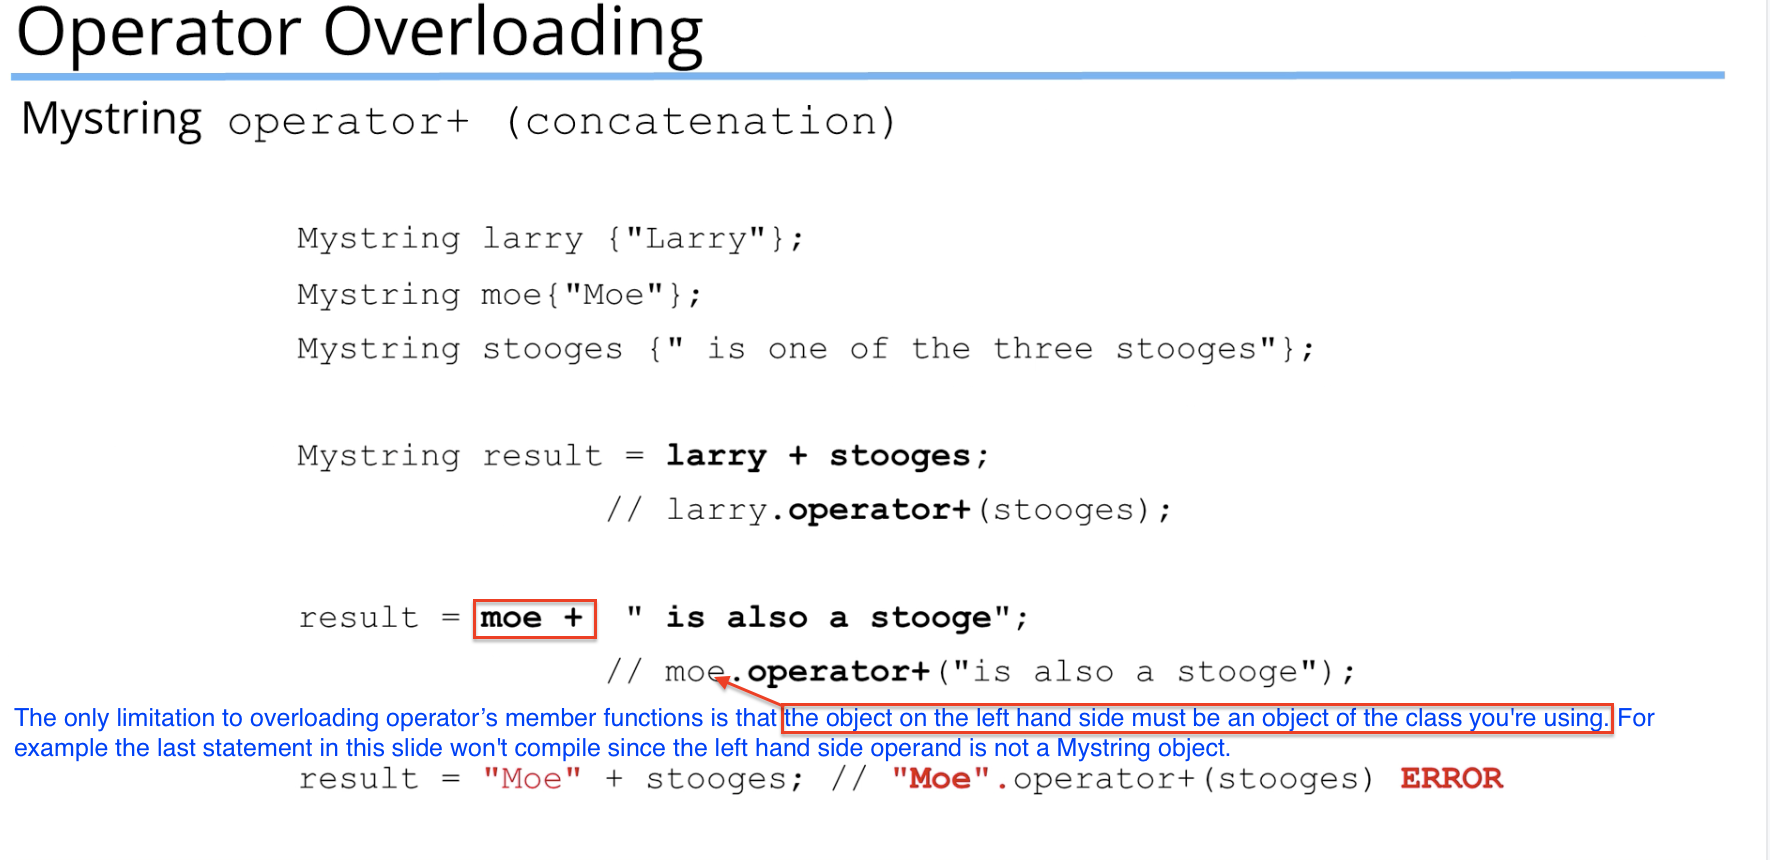 Operator Overloading
Mystring operator+ (concatenation)
Mystring larry {"Larry"};
Mystring moe{"Moe"};
Mystring stooges {" is one of the three stooges"};
Mystring result = larry + stooges;
// larry.operator+(stooges);
result = moe + " is also a stooge";
// moe.operator+("is also a stooge");
The only limitation to overloading operator’s member functions is that the object on the left hand side must be an object of the class you're using. For
example the last statement in this slide won't compile since the left hand side operand is not a Mystring object.
result = "Moe" + stooges; // "Moe".operator+(stooges) ERROR